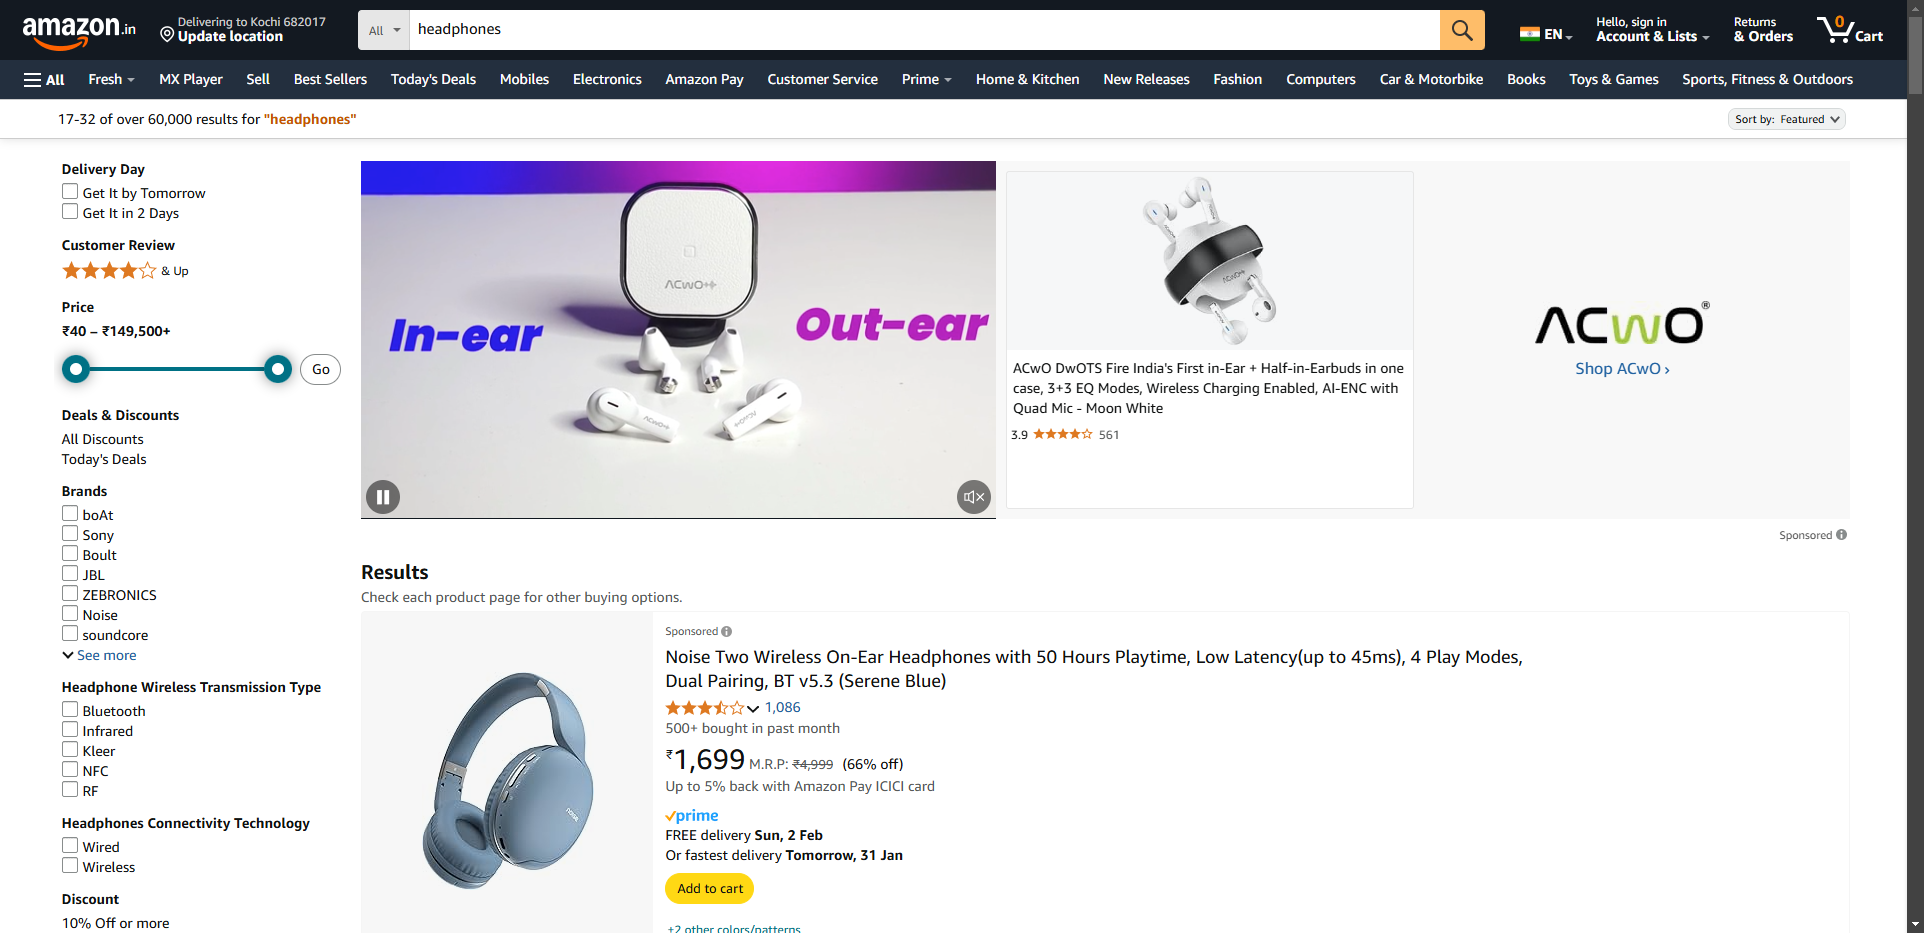 amazon.in
Delivering to Kochi 682017
Update location
All
headphones
EN
Hello, sign in
Account & Lists
Returns
& Orders
0
Cart
All
Fresh
MX Player
Sell
Best Sellers
Today's Deals
Mobiles
Electronics
Amazon Pay
Customer Service
Prime
Home & Kitchen
New Releases
Fashion
Computers
Car & Motorbike
Books
Toys & Games
Sports, Fitness & Outdoors
17-32 of over 60,000 results for "headphones"
Sort by: Featured
Delivery Day
Get It by Tomorrow
Get It in 2 Days
Customer Review
& Up
Price
₹40 – ₹149,500+
Go
Deals & Discounts
All Discounts
Today's Deals
Brands
boAt
Sony
Boult
JBL
ZEBRONICS
Noise
soundcore
See more
Headphone Wireless Transmission Type
Bluetooth
Infrared
Kleer
NFC
RF
Headphones Connectivity Technology
Wired
Wireless
Discount
10% Off or more
In-ear
ACwO
Out-ear
ACwO
ACwO
ACwO
ACwO DwOTS Fire India's First in-Ear + Half-in-Earbuds in one
case, 3+3 EQ Modes, Wireless Charging Enabled, AI-ENC with
Quad Mic - Moon White
3.9 561
ACwO®
Shop ACwO ›
Sponsored
Results
Check each product page for other buying options.
noise
Sponsored
Noise Two Wireless On-Ear Headphones with 50 Hours Playtime, Low Latency(up to 45ms), 4 Play Modes,
Dual Pairing, BT v5.3 (Serene Blue)
1,086
500+ bought in past month
₹1,699 M.R.P: ₹4,999 (66% off)
Up to 5% back with Amazon Pay ICICI card
prime
FREE delivery Sun, 2 Feb
Or fastest delivery Tomorrow, 31 Jan
Add to cart
+2 other colors/patterns